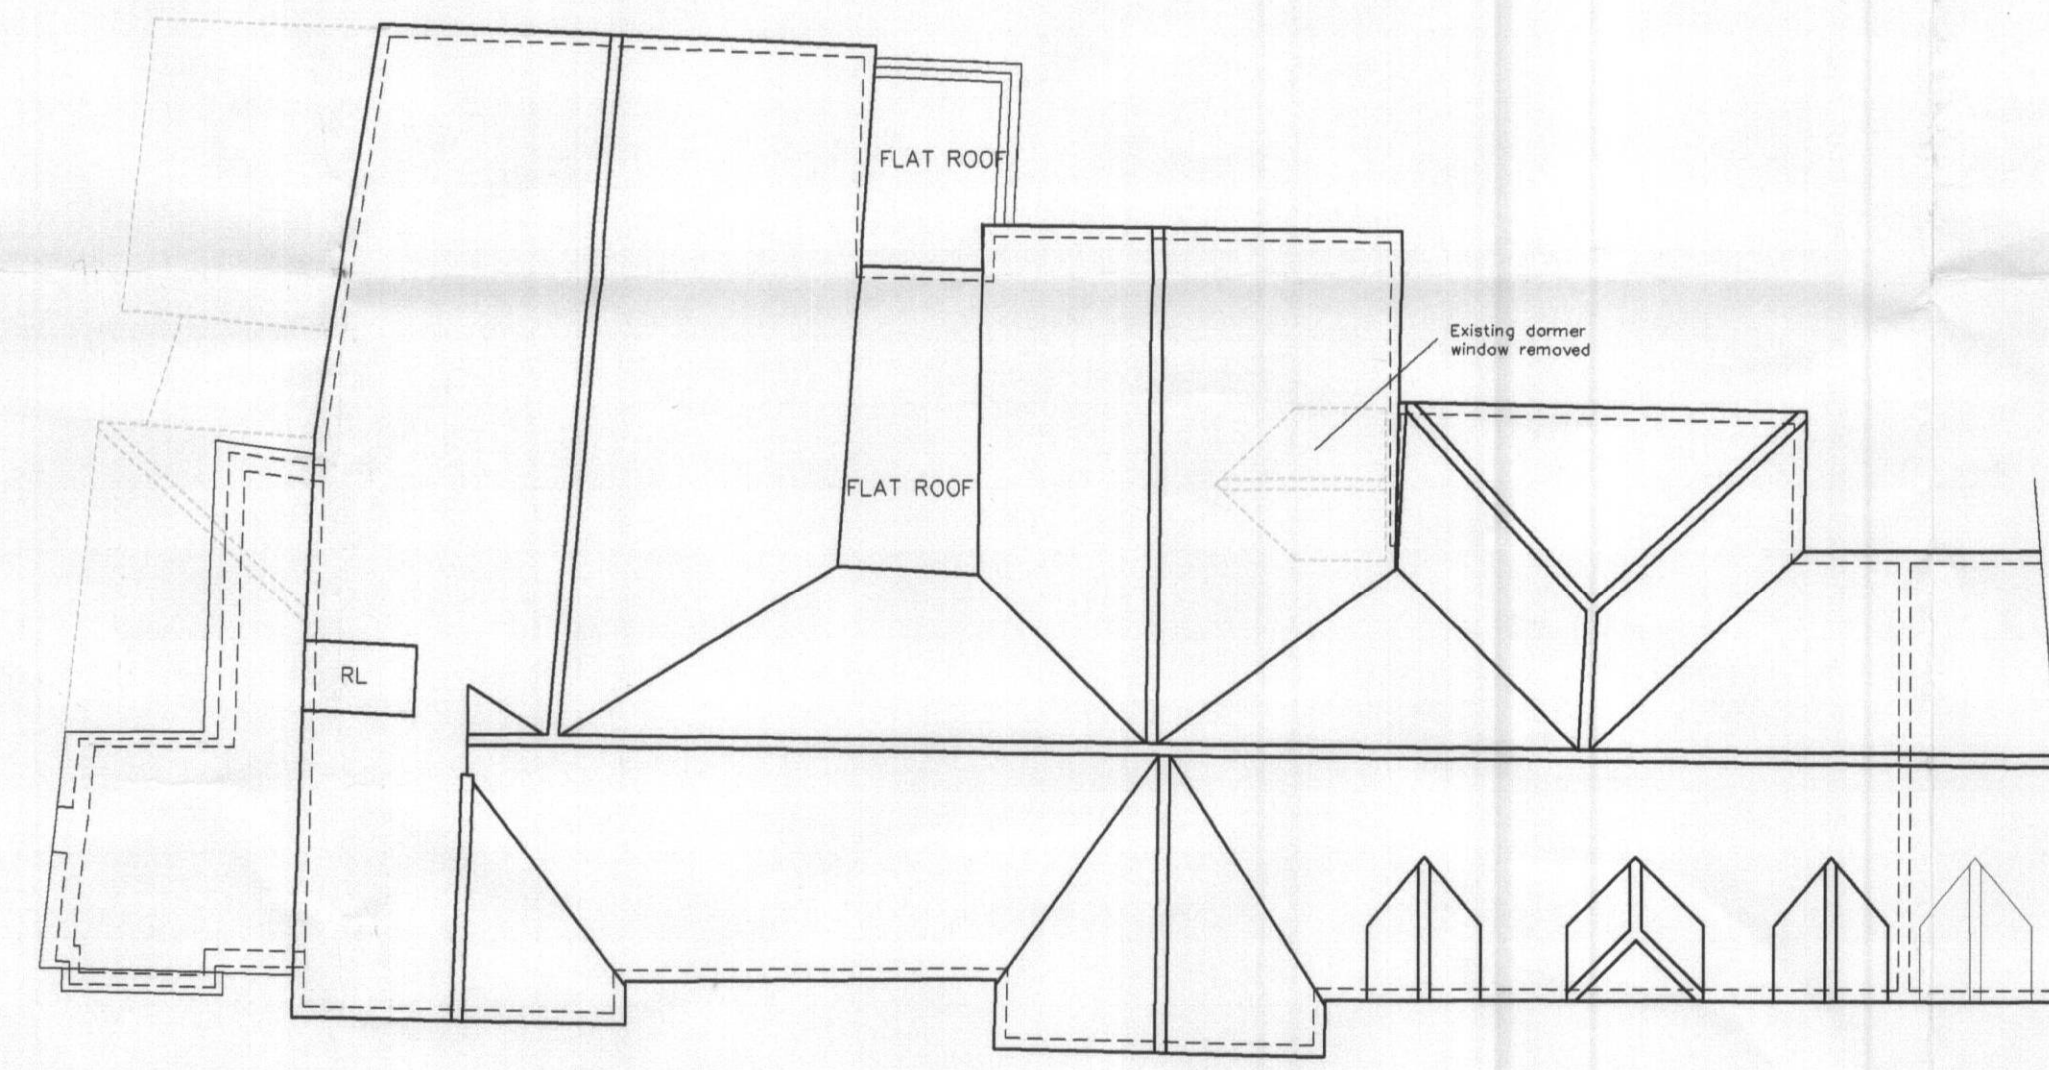 FLAT ROOF
Existing dormer
window removed
FLAT ROOF
RL